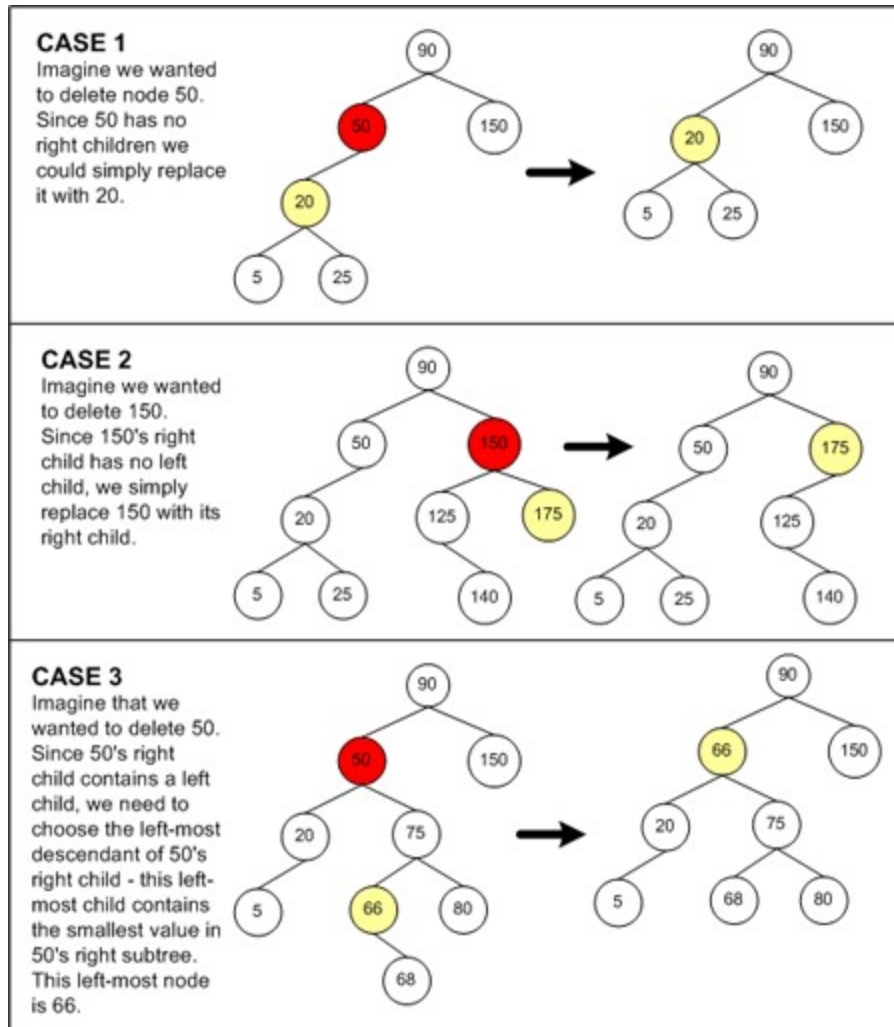 CASE 1
Imagine we wanted
to delete node 50.
Since 50 has no
right children we
could simply replace
it with 20.
90
50
150
20
5
25
90
20
150
5
25
CASE 2
Imagine we wanted
to delete 150.
Since 150's right
child has no left
child, we simply
replace 150 with its
right child.
90
50
150
20
125
175
5
25
140
90
50
175
20
125
5
25
140
CASE 3
Imagine that we
wanted to delete 50.
Since 50's right
child contains a left
child, we need to
choose the left-most
descendant of 50's
right child - this left-
most child contains
the smallest value in
50's right subtree.
This left-most node
is 66.
90
50
150
20
75
5
66
80
68
90
66
150
20
75
5
68
80